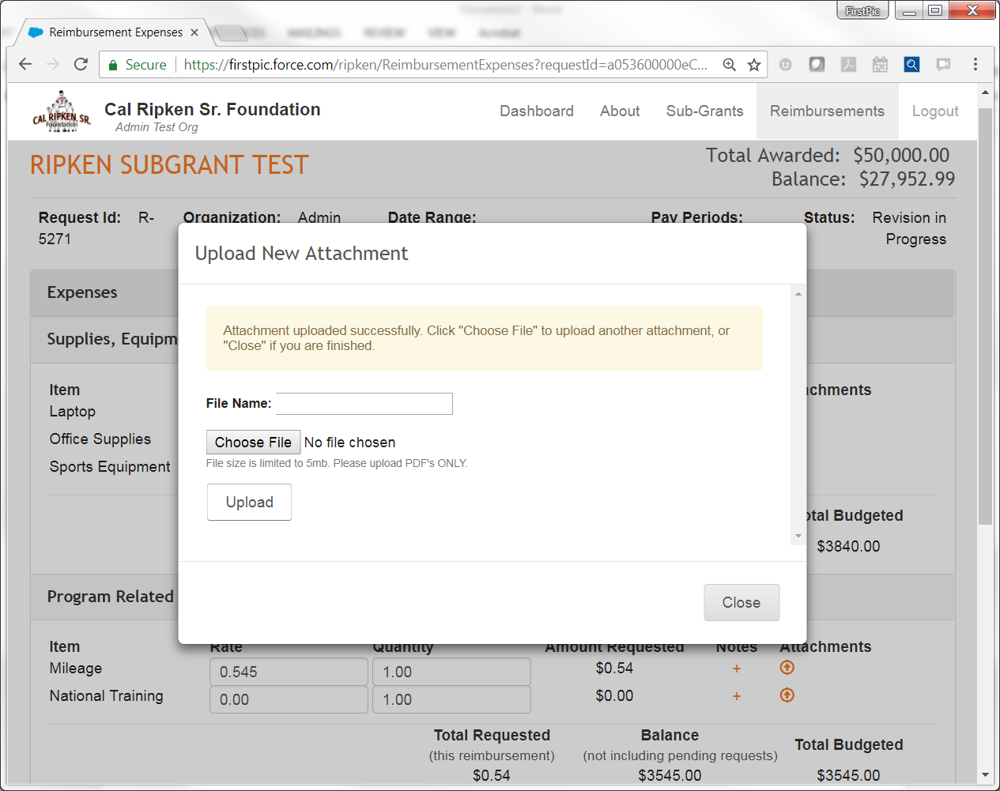 FirstPic
MAILINGS REVIEW VIEW Acrobat
Reimbursement Expenses
Secure https://firstpic.force.com/ripken/ReimbursementExpenses?requestId=a053600000eC...
CAL RIPKEN, SR.
Foundation
Cal Ripken Sr. Foundation
Admin Test Org
Dashboard About Sub-Grants Reimbursements Logout
RIPKEN SUBGRANT TEST
Total Awarded: $50,000.00
Balance: $27,952.99
Request Id: R-
5271
Organization: Admin
Date Range:
Pay Periods:
Status: Revision in
Progress
Upload New Attachment
Attachment uploaded successfully. Click "Choose File" to upload another attachment, or
"Close" if you are finished.
File Name:
Choose File No file chosen
File size is limited to 5mb. Please upload PDF's ONLY.
Upload
Close
Expenses
Supplies, Equipm
Item
chments
Laptop
Office Supplies
Sports Equipment
tal Budgeted
$3840.00
Program Related
Item Rate Quantity Amount Requested Notes Attachments
Mileage 0.545 1.00 $0.54 +
National Training 0.00 1.00 $0.00 +
Total Requested Balance Total Budgeted
(this reimbursement) (not including pending requests)
$0.54 $3545.00 $3545.00